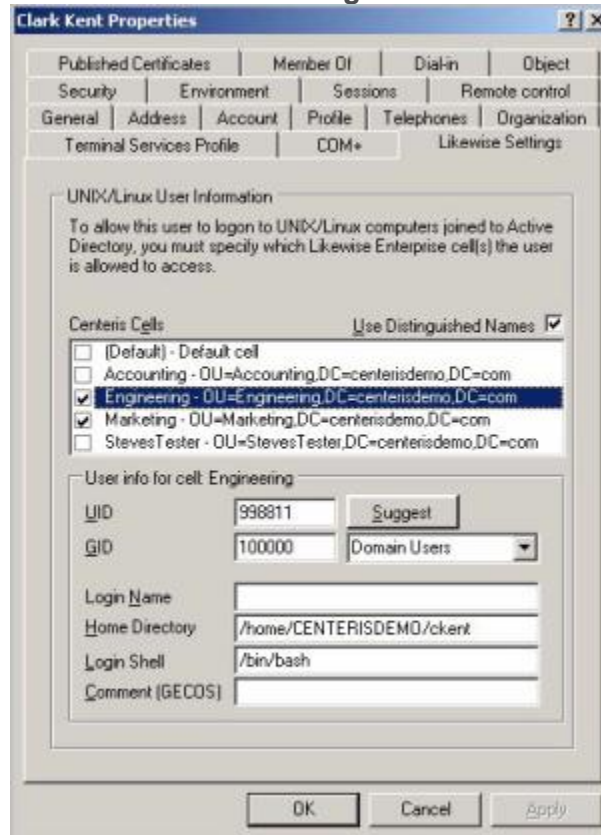 Clark Kent Properties
Published Certificates Member Of Dial-in Object
Security Environment Sessions Remote control
General Address Account Profile Telephones Organization
Terminal Services Profile COM+ Likewise Settings
UNIX/Linux User Information
To allow this user to logon to UNIX/Linux computers joined to Active
Directory, you must specify which Likewise Enterprise cell(s) the user
is allowed to access.
Centeris Cells Use Distinguished Names
(Default) - Default cell
Accounting - OU=Accounting,DC=centerisdemo,DC=com
Engineering - OU=Engineering,DC=centerisdemo,DC=com
Marketing - OU=Marketing,DC=centerisdemo,DC=com
StevesTester - OU=StevesTester,DC=centerisdemo,DC=com
User info for cell: Engineering
UID 998811 Suggest
GID 100000 Domain Users
Login Name
Home Directory /home/CENTERISDEMO/ckent
Login Shell /bin/bash
Comment (GECOS)
OK Cancel Apply